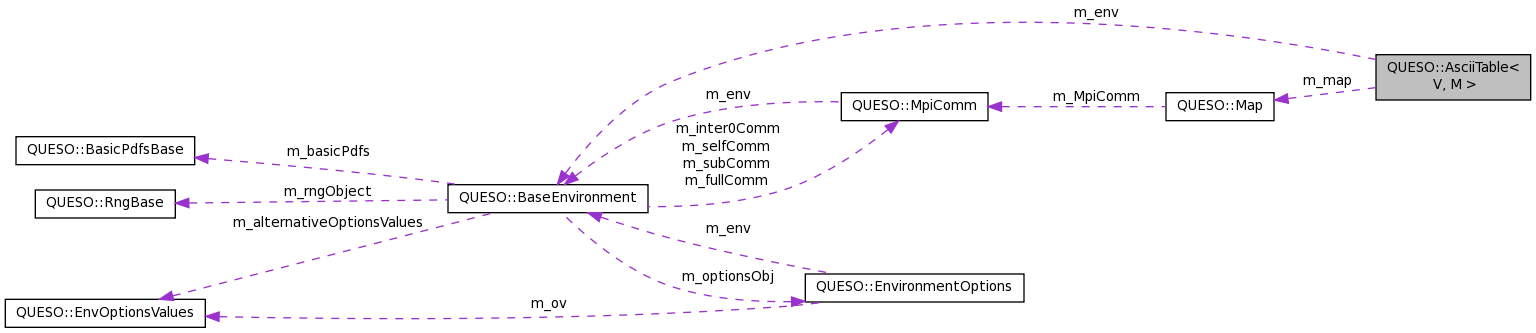 m_env
QUESO::AsciiTable<
V, M >
m_map
m_env
QUESO::MpiComm
m_MpiComm
QUESO::Map
m_inter0Comm
m_selfComm
m_subComm
m_fullComm
QUESO::BasicPdfsBase
m_basicPdfs
m_rngObject
QUESO::RngBase
QUESO::BaseEnvironment
m_alternativeOptionsValues
m_env
m_optionsObj
QUESO::EnvironmentOptions
m_ov
QUESO::EnvOptionsValues